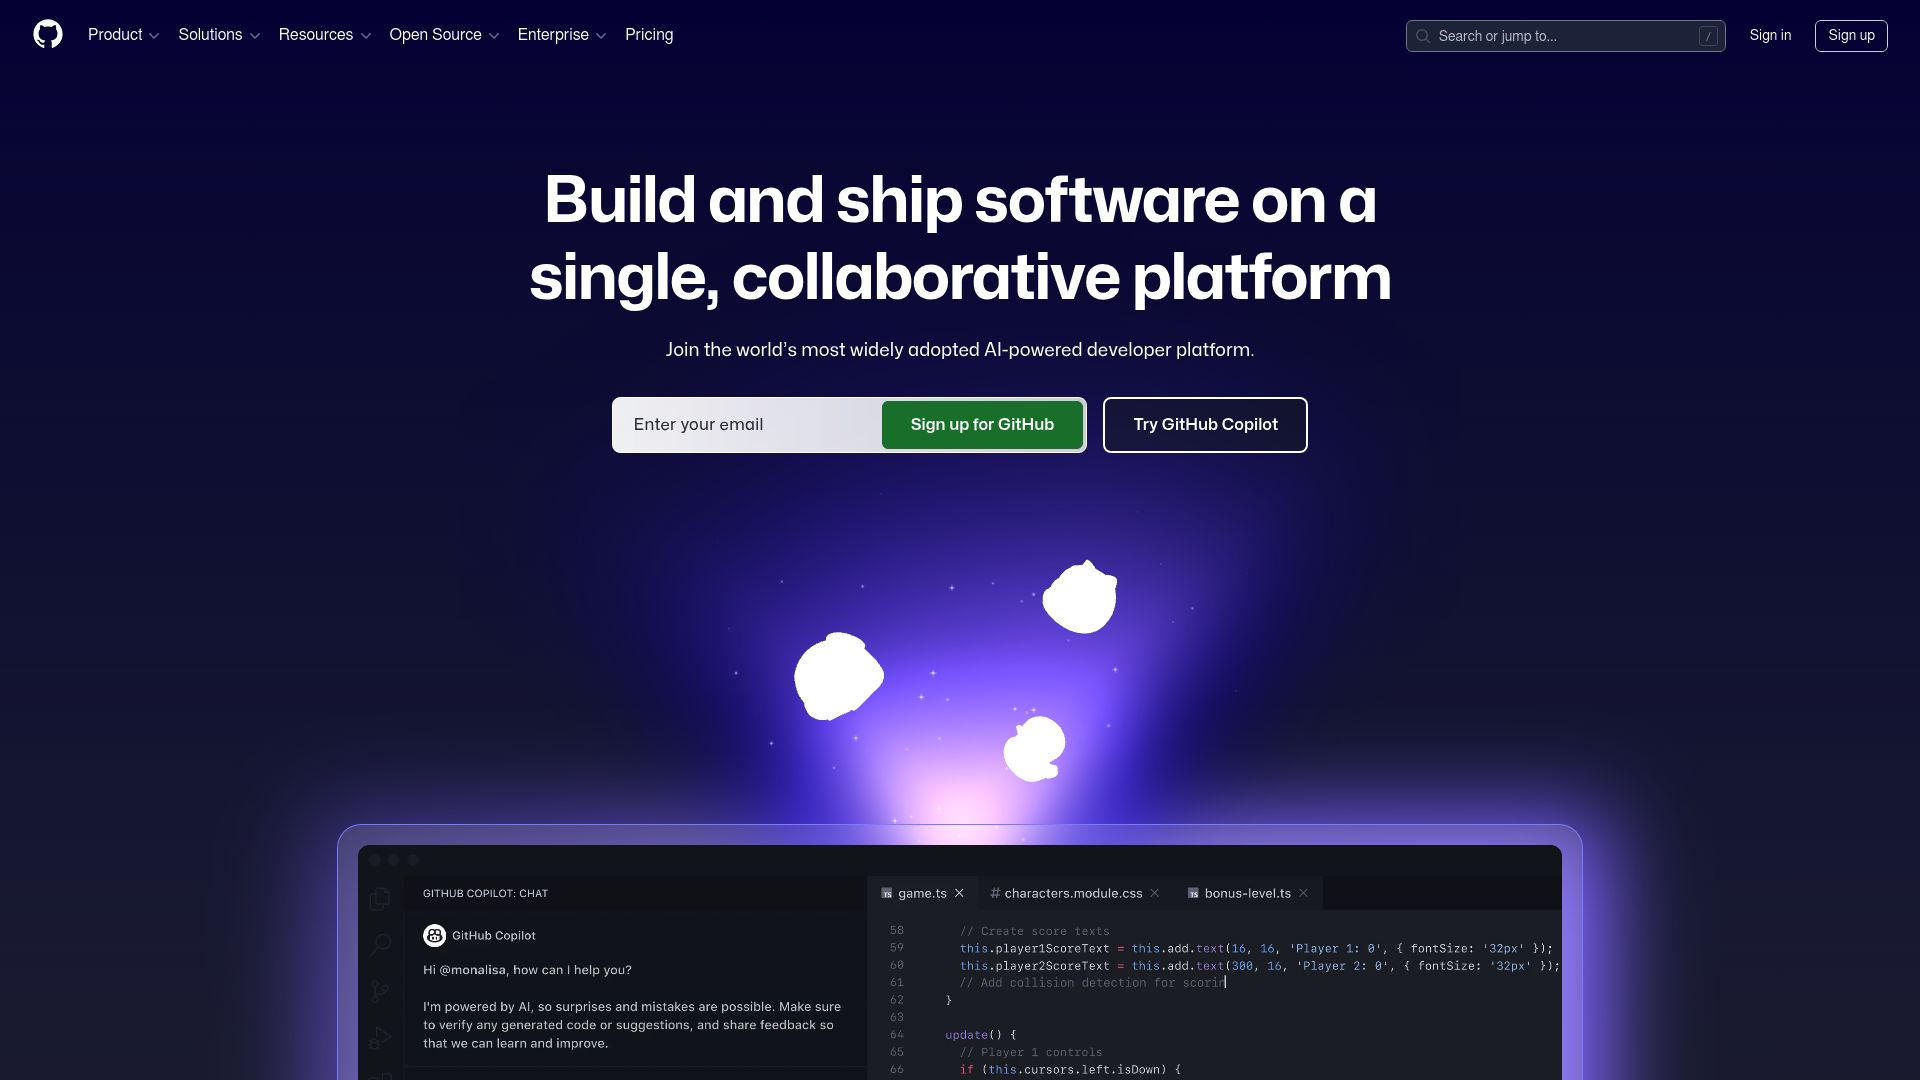 Product
Solutions
Resources
Open Source
Enterprise
Pricing
Search or jump to...
/
Sign in
Sign up
Build and ship software on a
single, collaborative platform
Join the world’s most widely adopted AI-powered developer platform.
Enter your email
Sign up for GitHub
Try GitHub Copilot
GITHUB COPILOT: CHAT
GitHub Copilot
Hi @monalisa, how can I help you?
I'm powered by AI, so surprises and mistakes are possible. Make sure
to verify any generated code or suggestions, and share feedback so
that we can learn and improve.
TS game.ts
# characters.module.css
TS bonus-level.ts
58 // Create score texts
59 this.player1ScoreText = this.add.text(16, 16, 'Player 1: 0', { fontSize: '32px' });
60 this.player2ScoreText = this.add.text(300, 16, 'Player 2: 0', { fontSize: '32px' });
61 // Add collision detection for scorin
62 }
63
64 update() {
65 // Player 1 controls
66 if (this.cursors.left.isDown) {